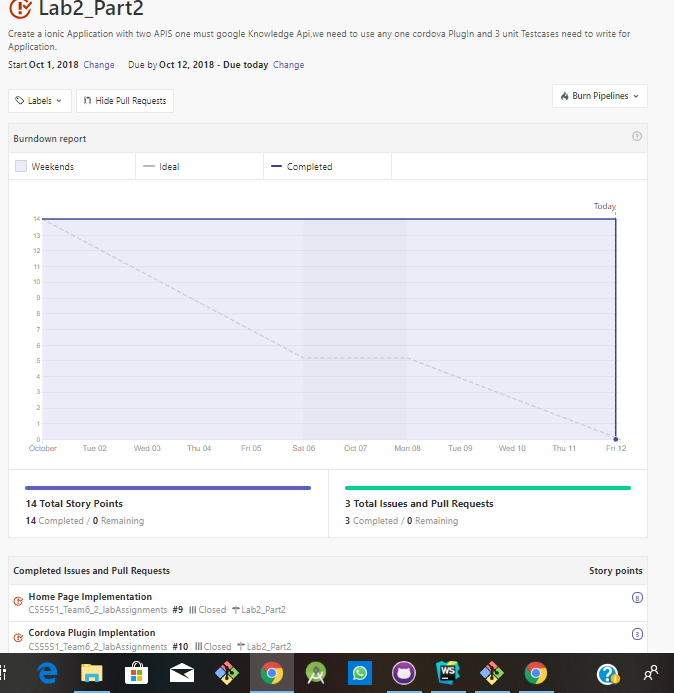 Lab2_Part2
Create a ionic Application with two APIS one must google Knowledge Api,we need to use any one cordova PlugIn and 3 unit Testcases need to write for
Application.
Start Oct 1, 2018 Change Due by Oct 12, 2018 - Due today Change
Labels Hide Pull Requests Burn Pipelines
Burndown report
Weekends Ideal Completed
Today
14
13
12
11
10
9
8
7
6
5
4
3
2
1
0
October Tue 02 Wed 03 Thu 04 Fri 05 Sat 06 Oct 07 Mon 08 Tue 09 Wed 10 Thu 11 Fri 12
14 Total Story Points 3 Total Issues and Pull Requests
14 Completed / 0 Remaining 3 Completed / 0 Remaining
Completed Issues and Pull Requests Story points
Home Page Implementation 8
CS5551_Team6_2_labAssignments #9 Closed Lab2_Part2
Cordova Plugin Implentation 3
CS5551_Team6_2_labAssignments #10 Closed Lab2_Part2
WS